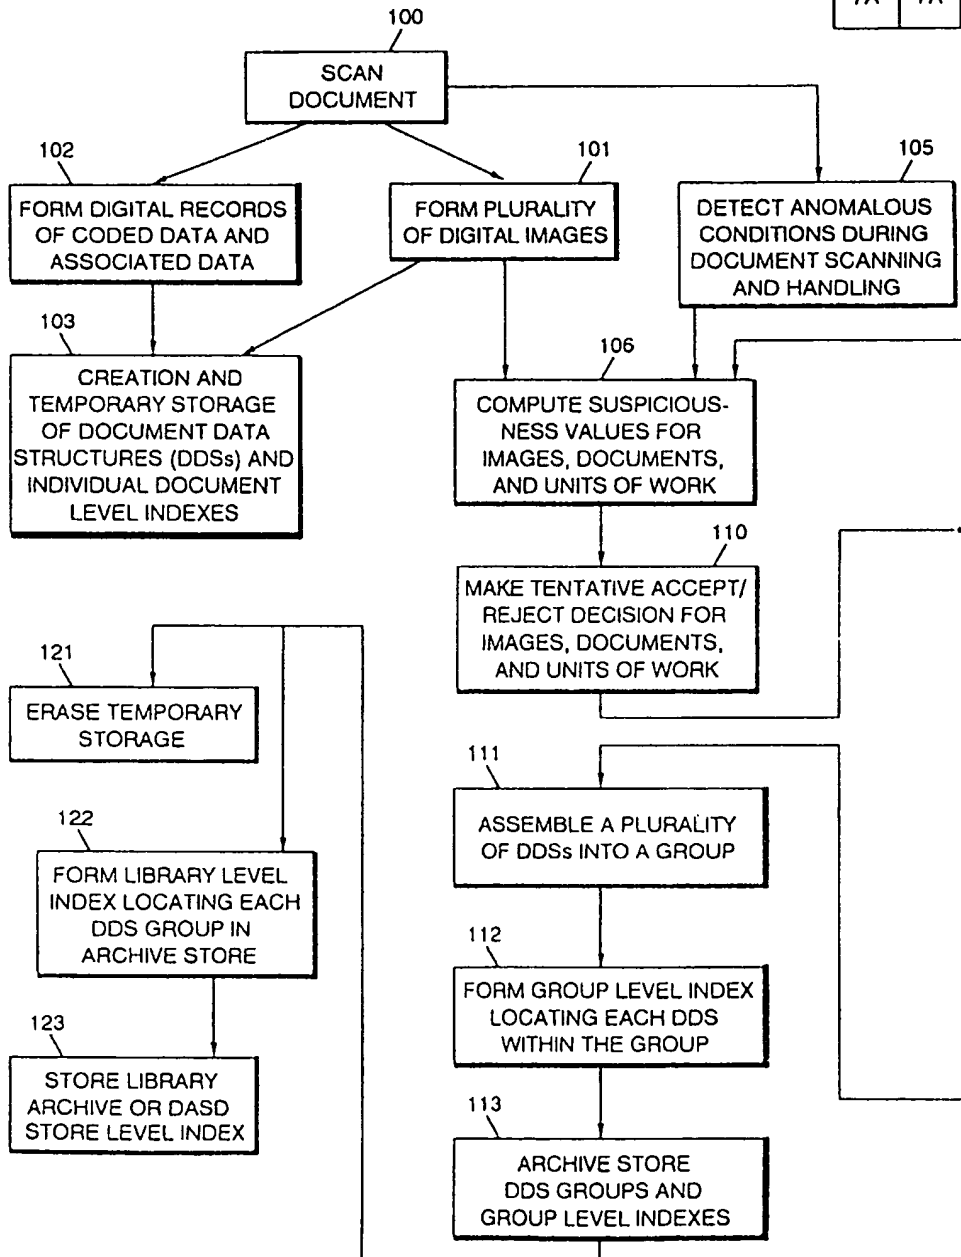 100
SCAN
DOCUMENT
102
101
105
FORM DIGITAL RECORDS
OF CODED DATA AND
ASSOCIATED DATA
FORM PLURALITY
OF DIGITAL IMAGES
DETECT ANOMALOUS
CONDITIONS DURING
DOCUMENT SCANNING
AND HANDLING
103
CREATION AND
TEMPORARY STORAGE
OF DOCUMENT DATA
STRUCTURES (DDSs) AND
INDIVIDUAL DOCUMENT
LEVEL INDEXES
106
COMPUTE SUSPICIOUS-
NESS VALUES FOR
IMAGES, DOCUMENTS,
AND UNITS OF WORK
110
MAKE TENTATIVE ACCEPT/
REJECT DECISION FOR
IMAGES, DOCUMENTS,
AND UNITS OF WORK
121
ERASE TEMPORARY
STORAGE
111
ASSEMBLE A PLURALITY
OF DDSs INTO A GROUP
122
FORM LIBRARY LEVEL
INDEX LOCATING EACH
DDS GROUP IN
ARCHIVE STORE
112
FORM GROUP LEVEL INDEX
LOCATING EACH DDS
WITHIN THE GROUP
123
STORE LIBRARY
ARCHIVE OR DASD
STORE LEVEL INDEX
113
ARCHIVE STORE
DDS GROUPS AND
GROUP LEVEL INDEXES